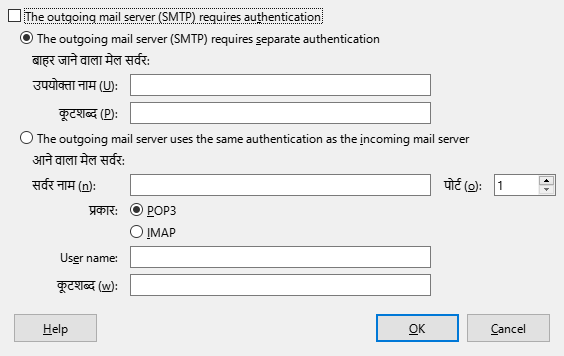 The outgoing mail server (SMTP) requires authentication
The outgoing mail server (SMTP) requires separate authentication
बाहर जाने वाला मेल सर्वर:
उपयोक्ता नाम (U):
कूटशब्द (P):
The outgoing mail server uses the same authentication as the incoming mail server
आने वाला मेल सर्वर:
सर्वर नाम (n): पोर्ट (o): 1
प्रकार: POP3
IMAP
User name:
कूटशब्द (w):
Help OK Cancel